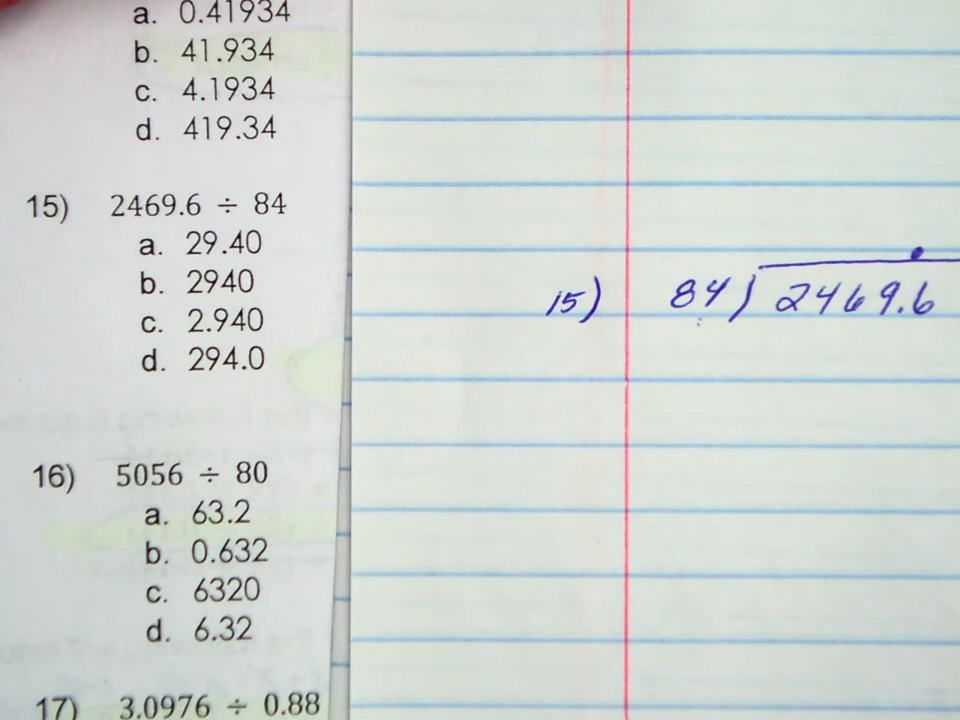 a. 0.41934
b. 41.934
c. 4.1934
d. 419.34
15) 2469.6 ÷ 84
a. 29.40
b. 2940
c. 2.940
d. 294.0
16) 5056 ÷ 80
a. 63.2
b. 0.632
c. 6320
d. 6.32
17) 3.0976 ÷ 0.88
15) 84)2469.6